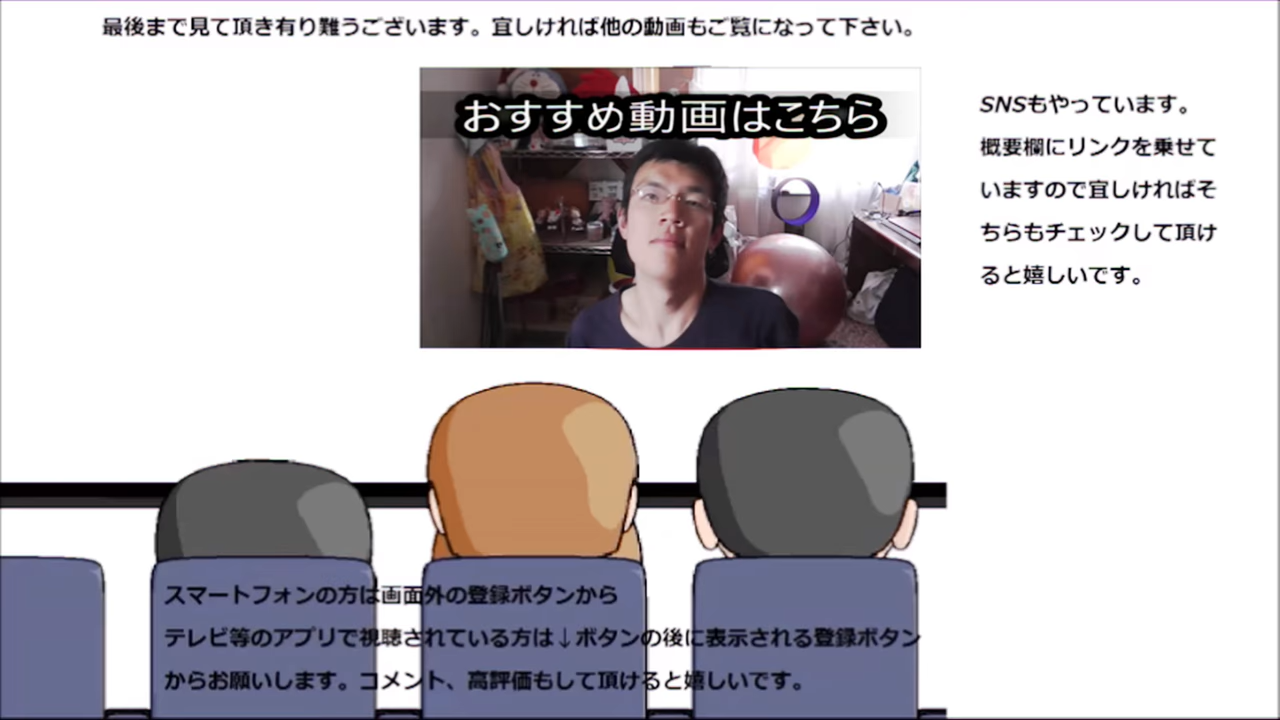 最後まで見て頂き有り難うございます。宜しければ他の動画もご覧になって下さい。
おすすめ動画はこちら
SNSもやっています。
概要欄にリンクを乗せて
いますので宜しければそ
ちらもチェックして頂け
ると嬉しいです。
スマートフォンの方は画面外の登録ボタンから
テレビ等のアプリで視聴されている方は↓ボタンの後に表示される登録ボタン
からお願いします。コメント、高評価もして頂けると嬉しいです。